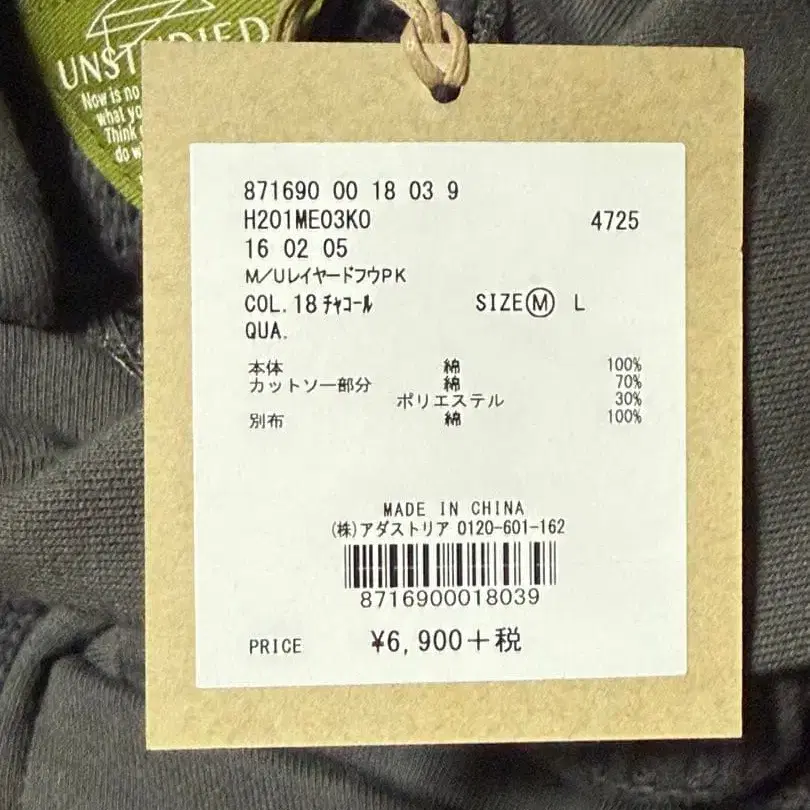 Now is no
what yo
Think
do w
871690 00 18 03 9
H201ME03K0 4725
16 02 05
M/UレイヤードフウPK
COL.18 チャコール SIZE Ⓜ L
QUA.
本体 綿 100%
カットソー部分 綿 70%
ポリエステル 30%
別布 綿 100%
MADE IN CHINA
(株)アダストリア 0120-601-162
8716900018039
PRICE ¥6,900+税